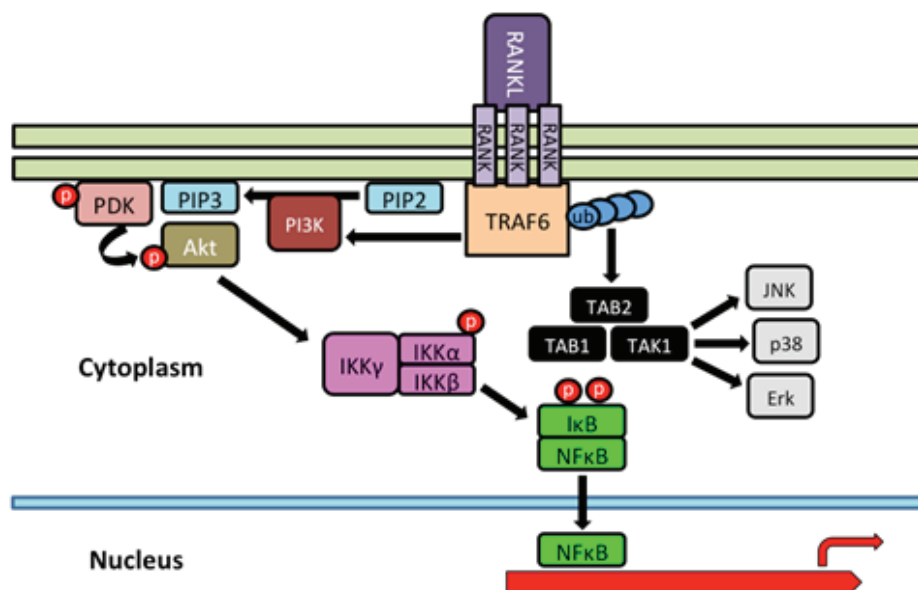 RANKL
RANK
RANK
RANK
p
PDK
PIP3
PIP2
PI3K
TRAF6
ub
p
Akt
TAB2
JNK
p
TAB1
TAK1
p38
IKKγ
IKKα
IKKβ
Cytoplasm
p
p
Erk
IκB
NFκB
Nucleus
NFκB